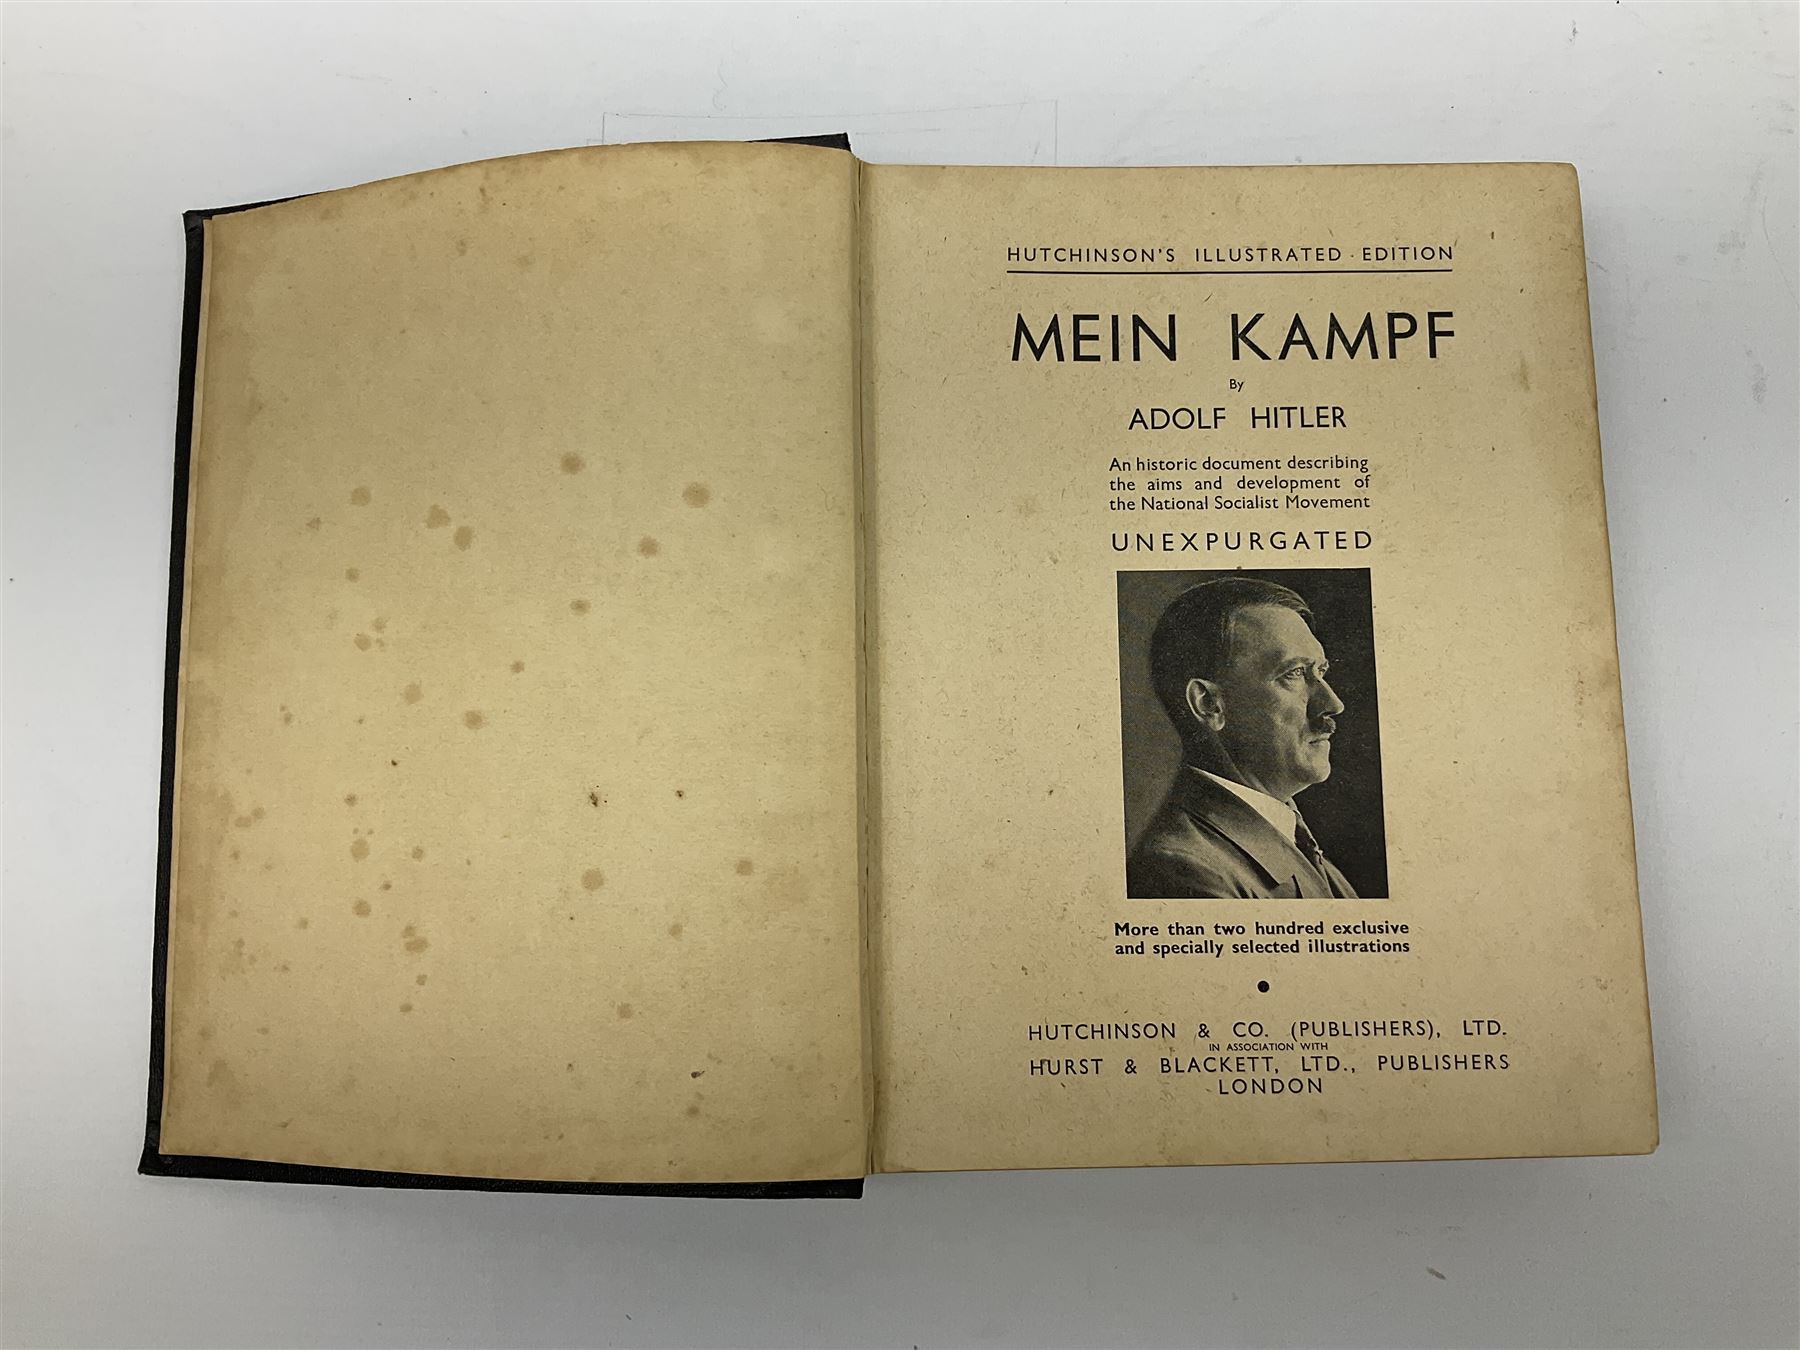 HUTCHINSON'S ILLUSTRATED · EDITION
MEIN KAMPF
By
ADOLF HITLER
An historic document describing
the aims and development of
the National Socialist Movement
UNEXPURGATED
More than two hundred exclusive
and specially selected illustrations
HUTCHINSON & CO. (PUBLISHERS), LTD.
IN ASSOCIATION WITH
HURST & BLACKETT, LTD., PUBLISHERS
LONDON